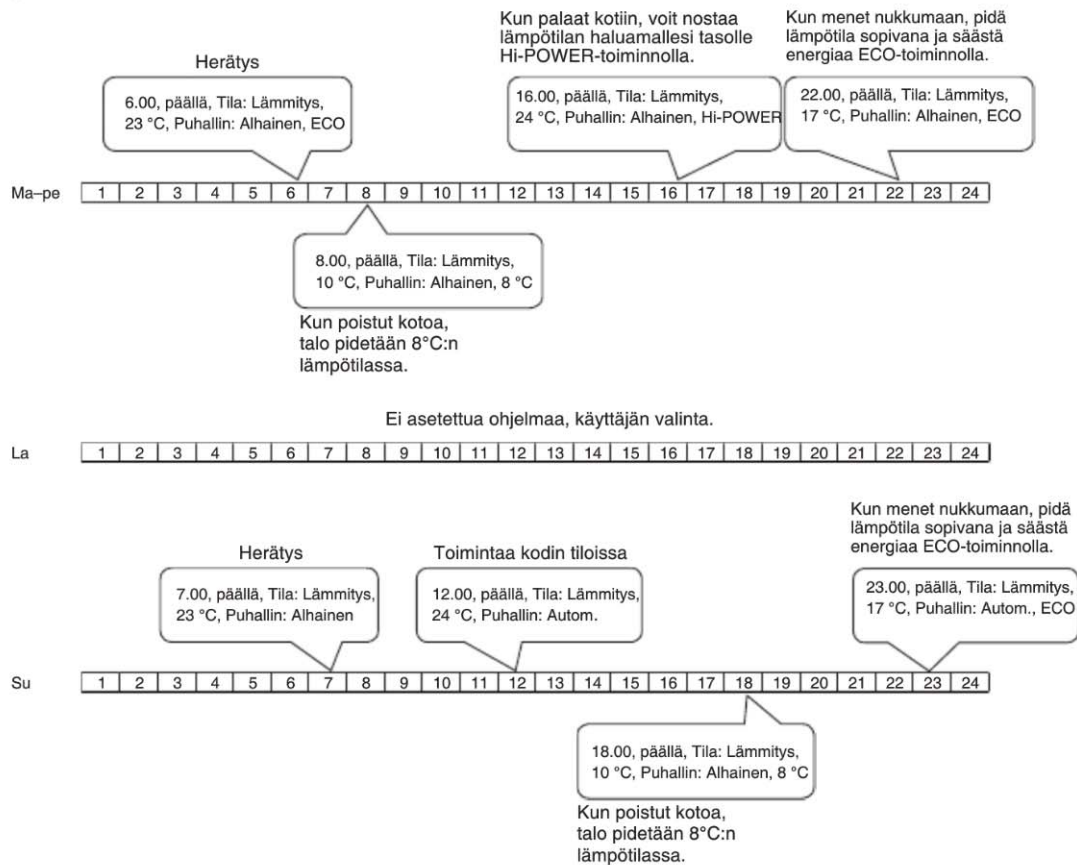 Kun palaat kotiin, voit nostaa
lämpötilan haluamallesi tasolle
Hi-POWER-toiminnolla.
Kun menet nukkumaan, pidä
lämpötila sopivana ja säästä
energiaa ECO-toiminnolla.
Herätys
6.00, päällä, Tila: Lämmitys,
23 °C, Puhallin: Alhainen, ECO
16.00, päällä, Tila: Lämmitys,
24 °C, Puhallin: Alhainen, Hi-POWER
22.00, päällä, Tila: Lämmitys,
17 °C, Puhallin: Alhainen, ECO
Ma–pe 1 2 3 4 5 6 7 8 9 10 11 12 13 14 15 16 17 18 19 20 21 22 23 24
8.00, päällä, Tila: Lämmitys,
10 °C, Puhallin: Alhainen, 8 °C
Kun poistut kotoa,
talo pidetään 8°C:n
lämpötilassa.
Ei asetettua ohjelmaa, käyttäjän valinta.
La 1 2 3 4 5 6 7 8 9 10 11 12 13 14 15 16 17 18 19 20 21 22 23 24
Kun menet nukkumaan, pidä
lämpötila sopivana ja säästä
energiaa ECO-toiminnolla.
Herätys
Toimintaa kodin tiloissa
7.00, päällä, Tila: Lämmitys,
23 °C, Puhallin: Alhainen
12.00, päällä, Tila: Lämmitys,
24 °C, Puhallin: Autom.
23.00, päällä, Tila: Lämmitys,
17 °C, Puhallin: Autom., ECO
Su 1 2 3 4 5 6 7 8 9 10 11 12 13 14 15 16 17 18 19 20 21 22 23 24
18.00, päällä, Tila: Lämmitys,
10 °C, Puhallin: Alhainen, 8 °C
Kun poistut kotoa,
talo pidetään 8°C:n
lämpötilassa.